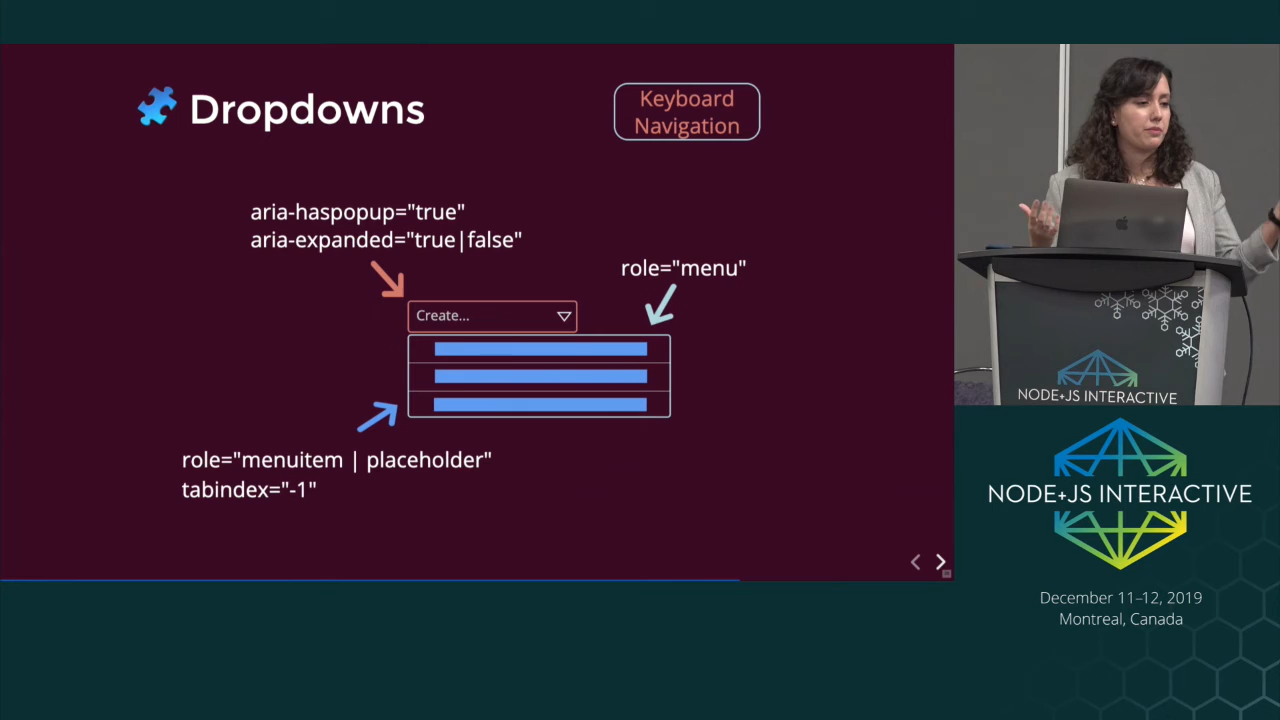 Dropdowns
Keyboard
Navigation
aria-haspopup="true"
aria-expanded="true|false"
role="menu"
Create...
role="menuitem | placeholder"
tabindex="-1"
NODE+JS INTERACTIVE
NODE+JS INTERACTIVE
December 11–12, 2019
Montreal, Canada